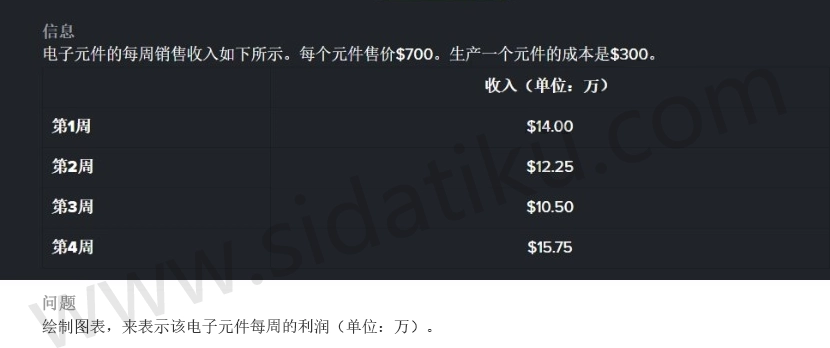 信息
电子元件的每周销售收入如下所示。每个元件售价$700。生产一个元件的成本是$300。
收入（单位：万）
第1周 $14.00
第2周 $12.25
第3周 $10.50
第4周 $15.75
问题
绘制图表，来表示该电子元件每周的利润（单位：万）。
www.sidatiku.com